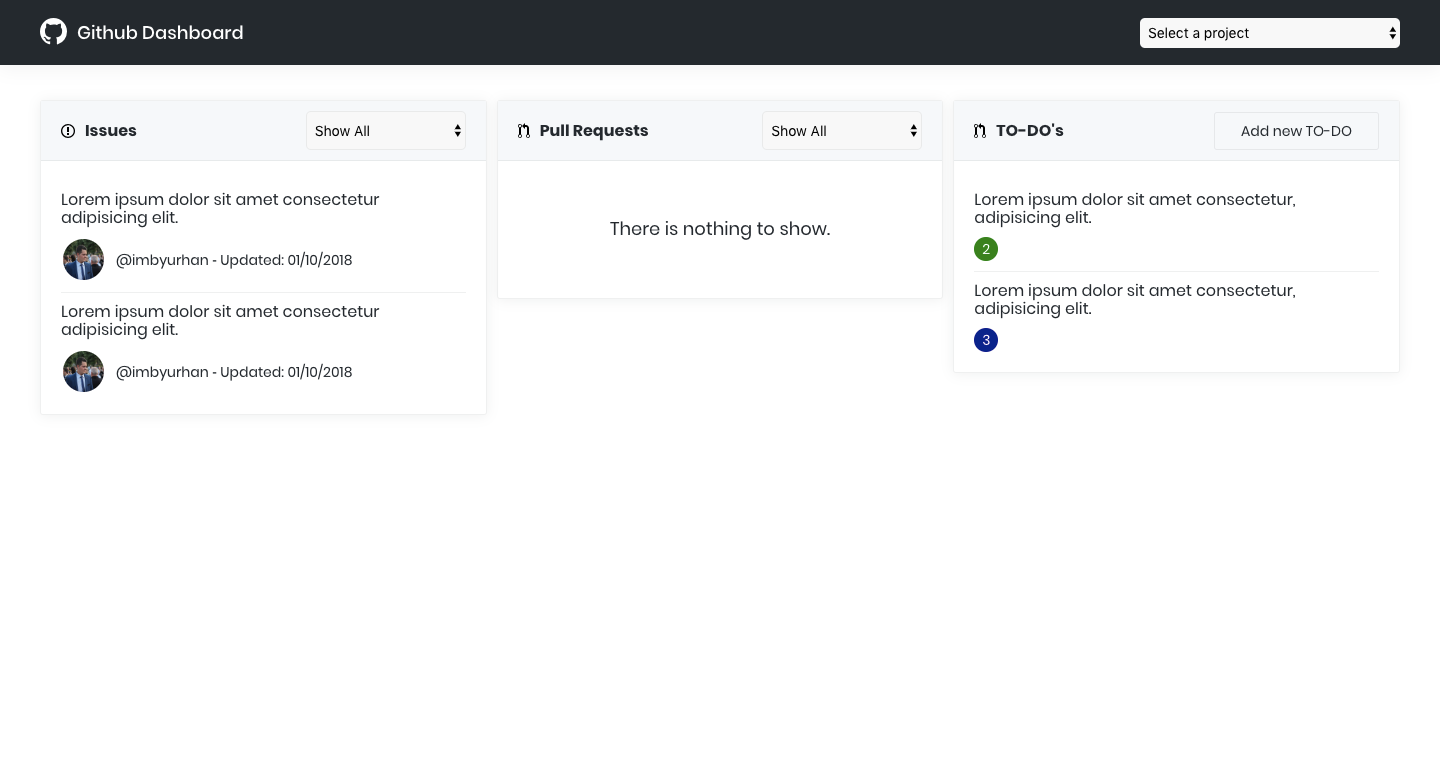 Github Dashboard
Select a project
Issues
Show All
Lorem ipsum dolor sit amet consectetur
adipisicing elit.
@imbyurhan - Updated: 01/10/2018
Lorem ipsum dolor sit amet consectetur
adipisicing elit.
@imbyurhan - Updated: 01/10/2018
Pull Requests
Show All
There is nothing to show.
TO-DO's
Add new TO-DO
Lorem ipsum dolor sit amet consectetur,
adipisicing elit.
2
Lorem ipsum dolor sit amet consectetur,
adipisicing elit.
3